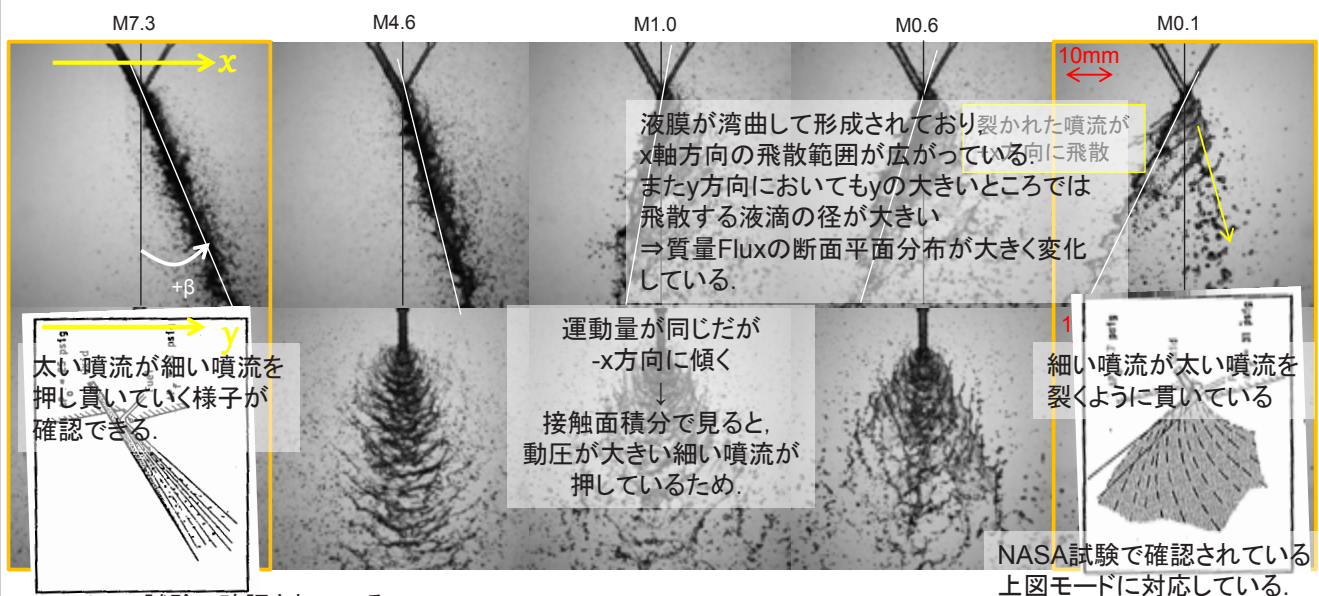 M7.3
M4.6
M1.0
M0.6
M0.1
x
10mm
液膜が湾曲して形成されており,
x軸方向の飛散範囲が広がっている.
またy方向においてもyの大きいところでは
飛散する液滴の径が大きい
⇒質量Fluxの断面平面分布が大きく変化
している.
裂かれた噴流が
方向に飛散
+β
y
psig
太い噴流が細い噴流を
押し貫いていく様子が
確認できる.
運動量が同じだが
-x方向に傾く
↓
接触面積分で見ると,
動圧が大きい細い噴流が
押しているため.
psig
psig
細い噴流が太い噴流を
裂くように貫いている
NASA試験で確認されている
上図モードに対応している.